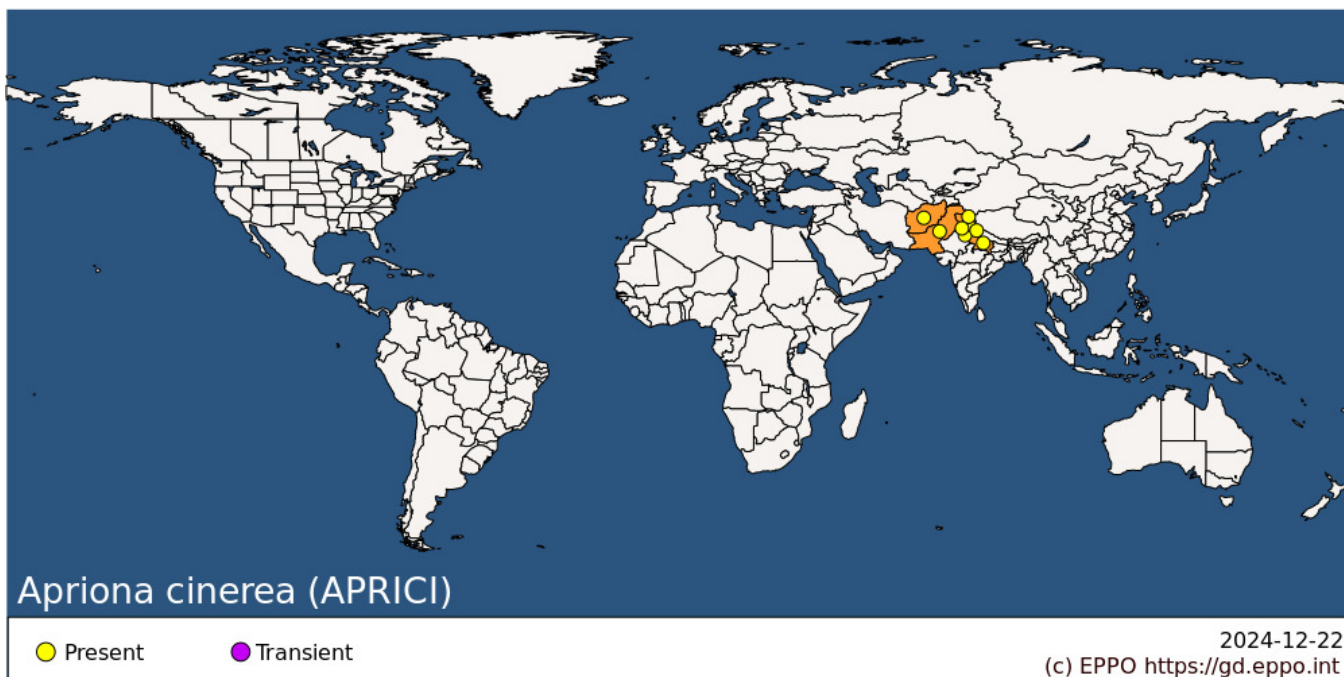 Apriona cinerea (APRICI)
Present
Transient
2024-12-22
(c) EPPO https://gd.eppo.int